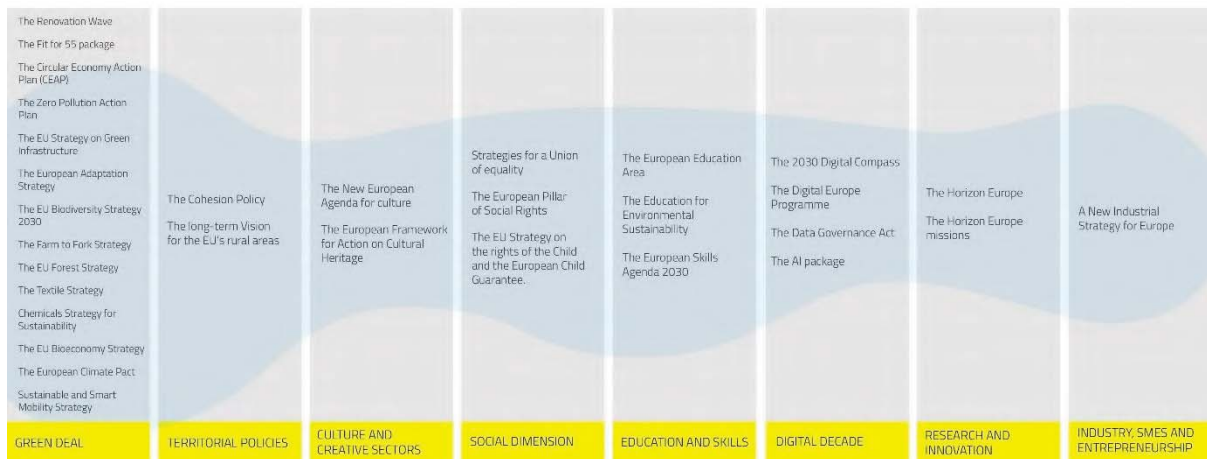 The Renovation Wave
The Fit for 55 package
The Circular Economy Action
Plan (CEAP)
The Zero Pollution Action
Plan
The EU Strategy on Green
Infrastructure
The European Adaptation
Strategy
The EU Biodiversity Strategy
2030
The Farm to Fork Strategy
The EU Forest Strategy
The Textile Strategy
Chemicals Strategy for
Sustainability
The EU Bioeconomy Strategy
The European Climate Pact
Sustainable and Smart
Mobility Strategy
GREEN DEAL
The Cohesion Policy
The long-term Vision
for the EU's rural areas
TERRITORIAL POLICIES
The New European
Agenda for culture
The European Framework
for Action on Cultural
Heritage
CULTURE AND
CREATIVE SECTORS
Strategies for a Union
of equality
The European Pillar
of Social Rights
The EU Strategy on
the rights of the Child
and the European Child
Guarantee.
SOCIAL DIMENSION
The European Education
Area
The Education for
Environmental
Sustainability
The European Skills
Agenda 2030
EDUCATION AND SKILLS
The 2030 Digital Compass
The Digital Europe
Programme
The Data Governance Act
The AI package
DIGITAL DECADE
The Horizon Europe
The Horizon Europe
missions
RESEARCH AND
INNOVATION
A New Industrial
Strategy for Europe
INDUSTRY, SMES AND
ENTREPRENEURSHIP